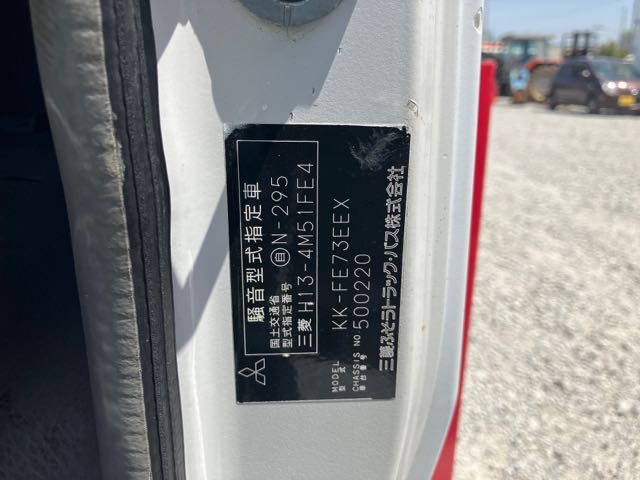 騒音型式指定車
国土交通省
型式指定番号
自 N-295
三菱 H13-4M51FE4
MODEL
型式
KK-FE73EEX
CHASSIS NO
車台番号
500220
三菱ふそうトラック・バス株式会社